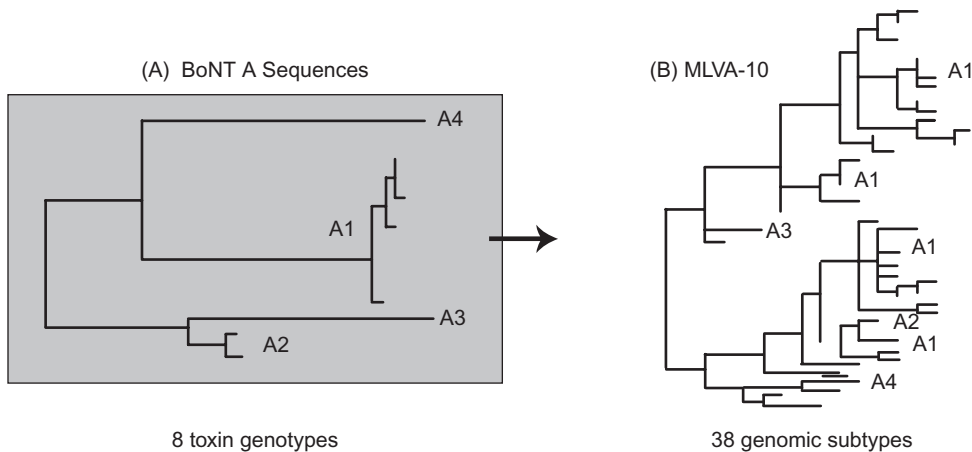 (A) BoNT A Sequences
A4
A1
A3
A2
8 toxin genotypes
(B) MLVA-10
A1
A1
A3
A1
A2
A1
A4
38 genomic subtypes